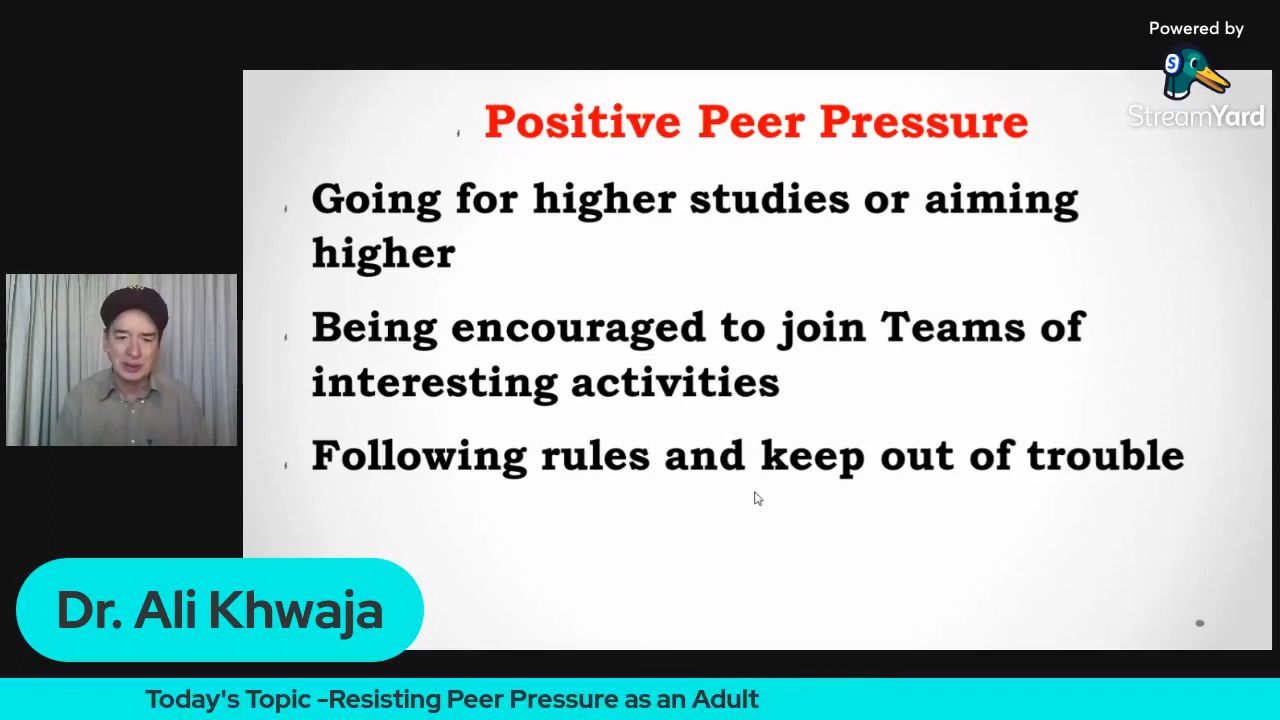 Powered by
StreamYard
Positive Peer Pressure
Going for higher studies or aiming
higher
Being encouraged to join Teams of
interesting activities
Following rules and keep out of trouble
Dr. Ali Khwaja
Today's Topic -Resisting Peer Pressure as an Adult